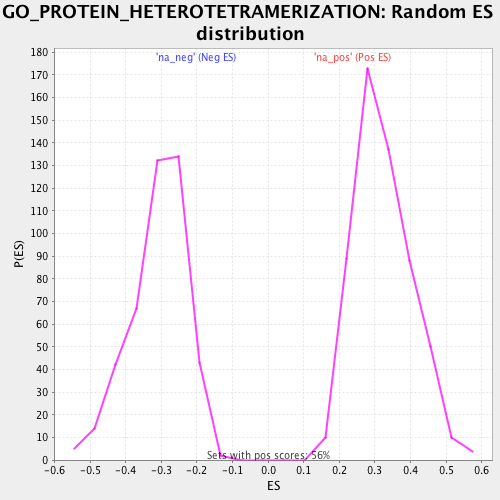 GO_PROTEIN_HETEROTETRAMERIZATION: Random ES
distribution
'na_neg' (Neg ES) 'na_pos' (Pos ES)
180
170
160
150
140
130
120
110
100
90
80
70
60
50
40
30
20
10
0
P(ES)
Sets with pos scores: 56%
-0.6 -0.5 -0.4 -0.3 -0.2 -0.1 0.0 0.1 0.2 0.3 0.4 0.5 0.6
ES